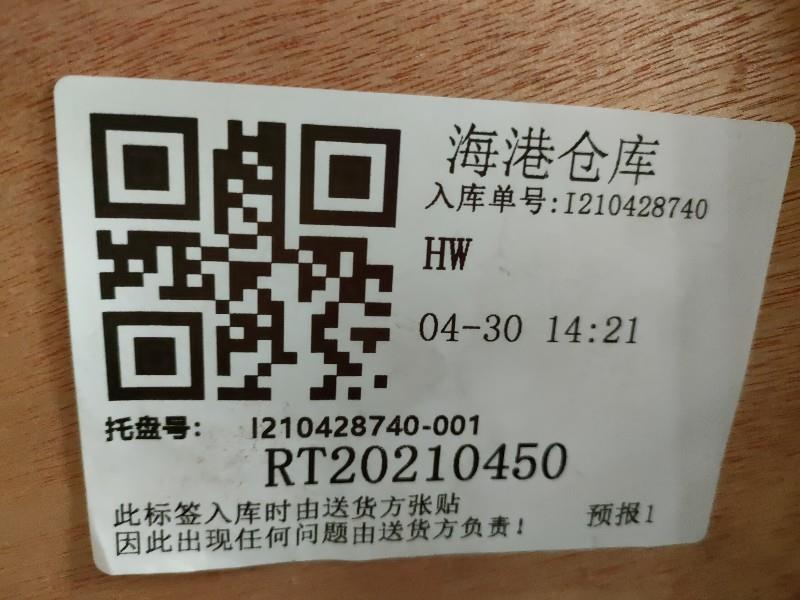 海港仓库
入库单号:I210428740
HW
04-30 14:21
托盘号： I210428740-001
RT20210450
此标签入库时由送货方张贴
因此出现任何问题由送货方负责！
预报1